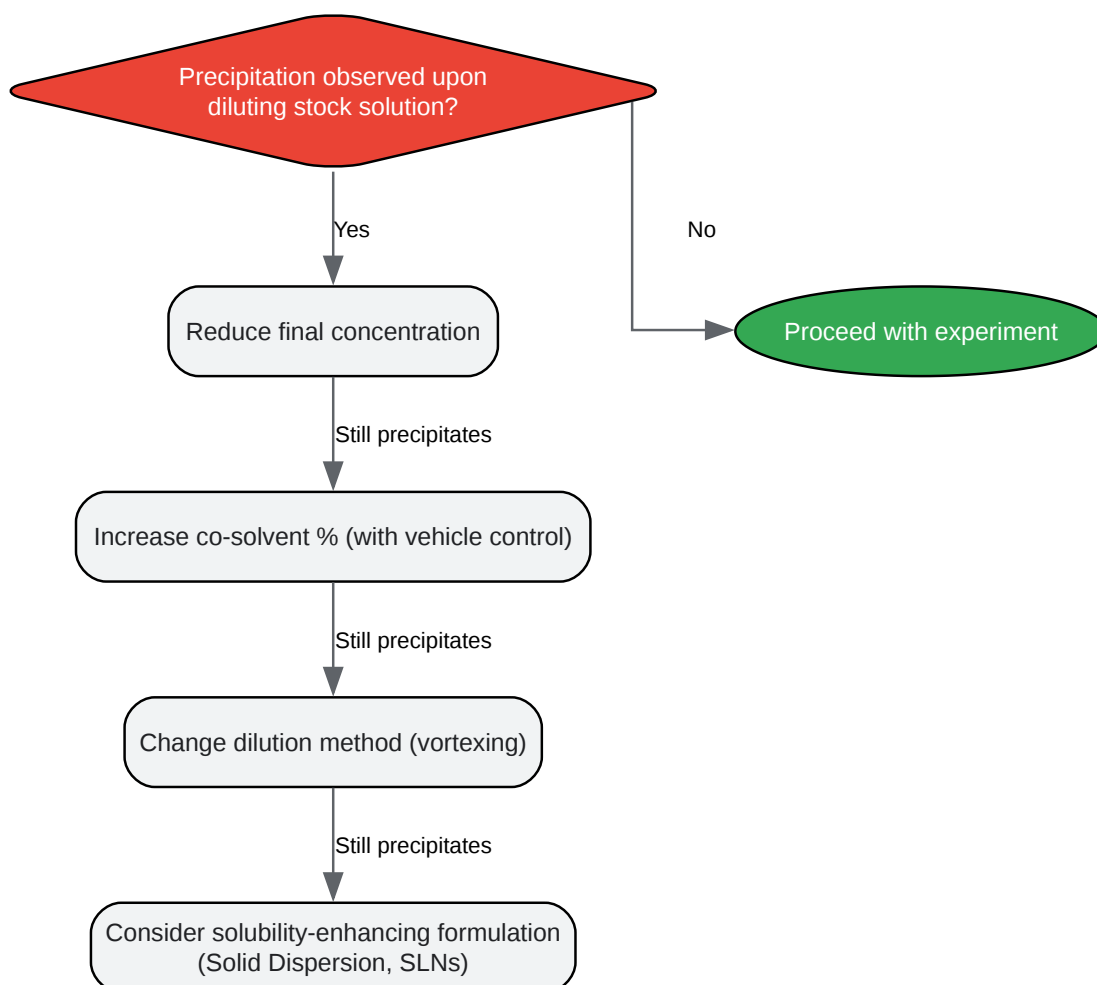 Precipitation observed upon
diluting stock solution?
Yes
No
Reduce final concentration
Proceed with experiment
Still precipitates
Increase co-solvent % (with vehicle control)
Still precipitates
Change dilution method (vortexing)
Still precipitates
Consider solubility-enhancing formulation
(Solid Dispersion, SLNs)